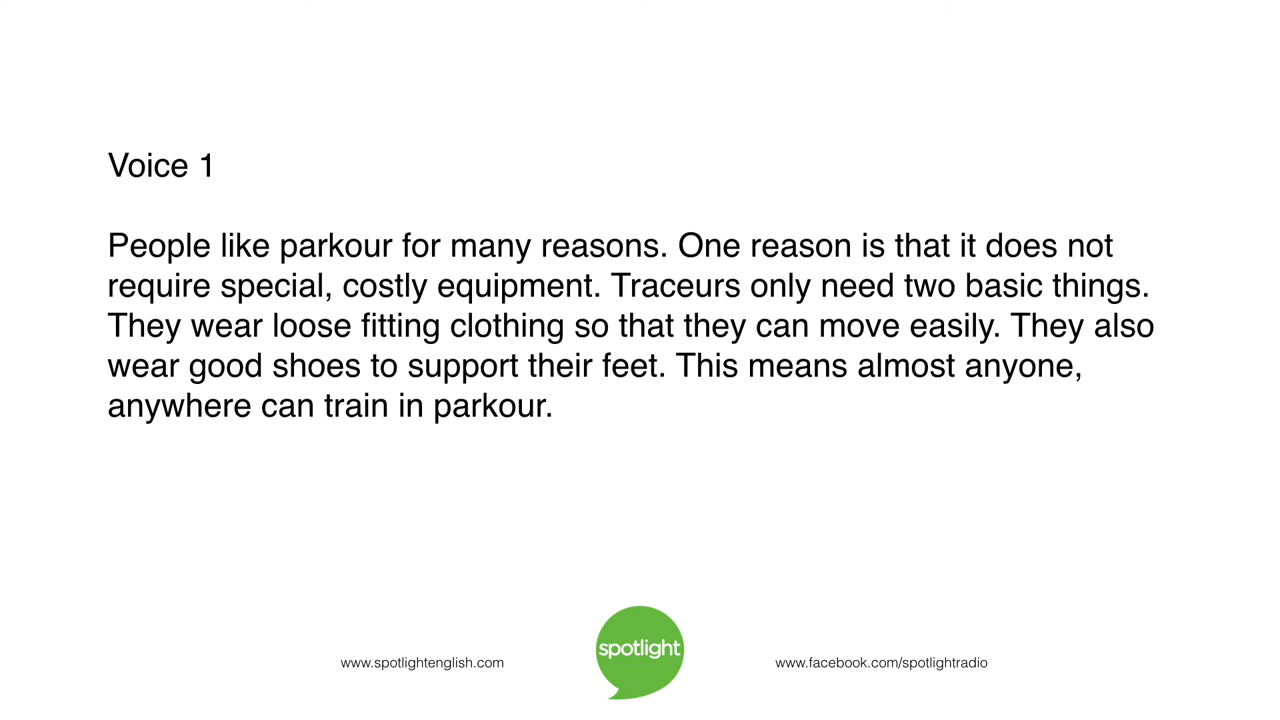 Voice 1
People like parkour for many reasons. One reason is that it does not
require special, costly equipment. Traceurs only need two basic things.
They wear loose fitting clothing so that they can move easily. They also
wear good shoes to support their feet. This means almost anyone,
anywhere can train in parkour.
www.spotlightenglish.com
spotlight
www.facebook.com/spotlightradio